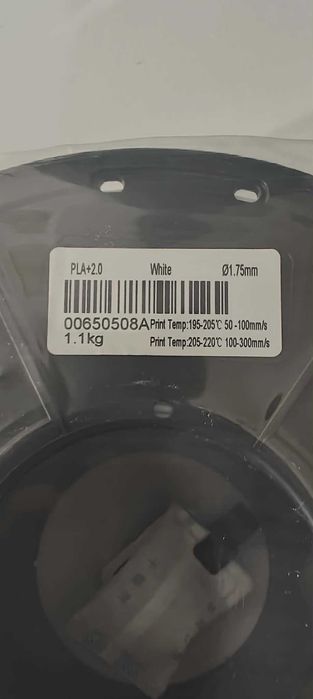 PLA+2.0 White Ø1.75mm
00650508A Print Temp:195-205℃ 50-100mm/s
1.1kg Print Temp:205-220℃ 100-300mm/s